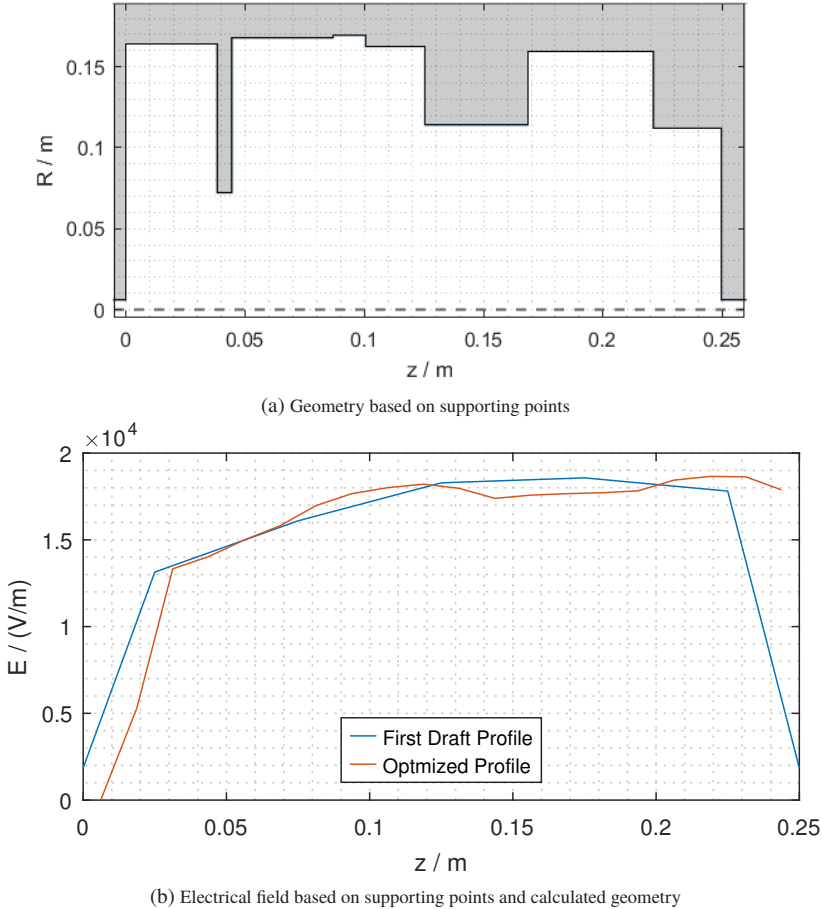 0.15
0.1
0.05
0
R / m
0 0.05 0.1 0.15 0.2 0.25
z / m
(a) Geometry based on supporting points
×10⁴
2
1.5
1
0.5
0
E / (V/m)
First Draft Profile
Optmized Profile
0 0.05 0.1 0.15 0.2 0.25
z / m
(b) Electrical field based on supporting points and calculated geometry